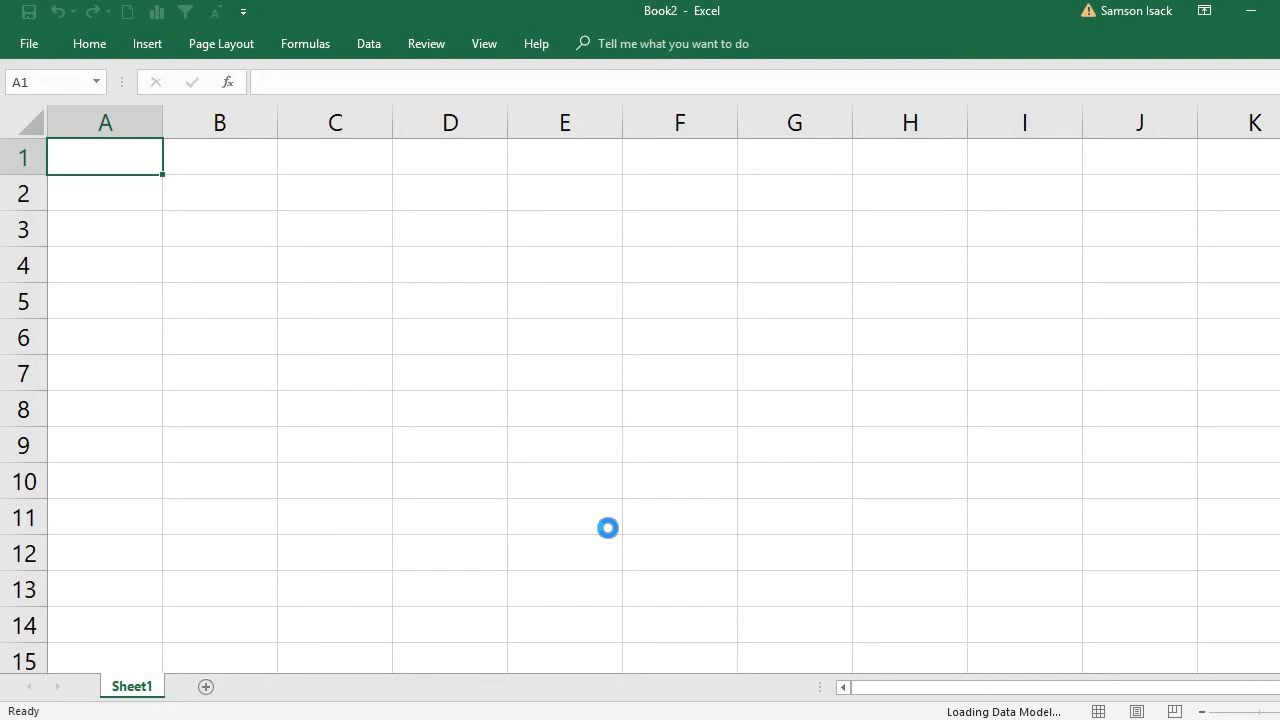 Book2 - Excel
Samson Isack
File Home Insert Page Layout Formulas Data Review View Help Tell me what you want to do
A1 fx
A B C D E F G H I J K
1
2
3
4
5
6
7
8
9
10
11
12
13
14
15
Sheet1
Ready Loading Data Model...